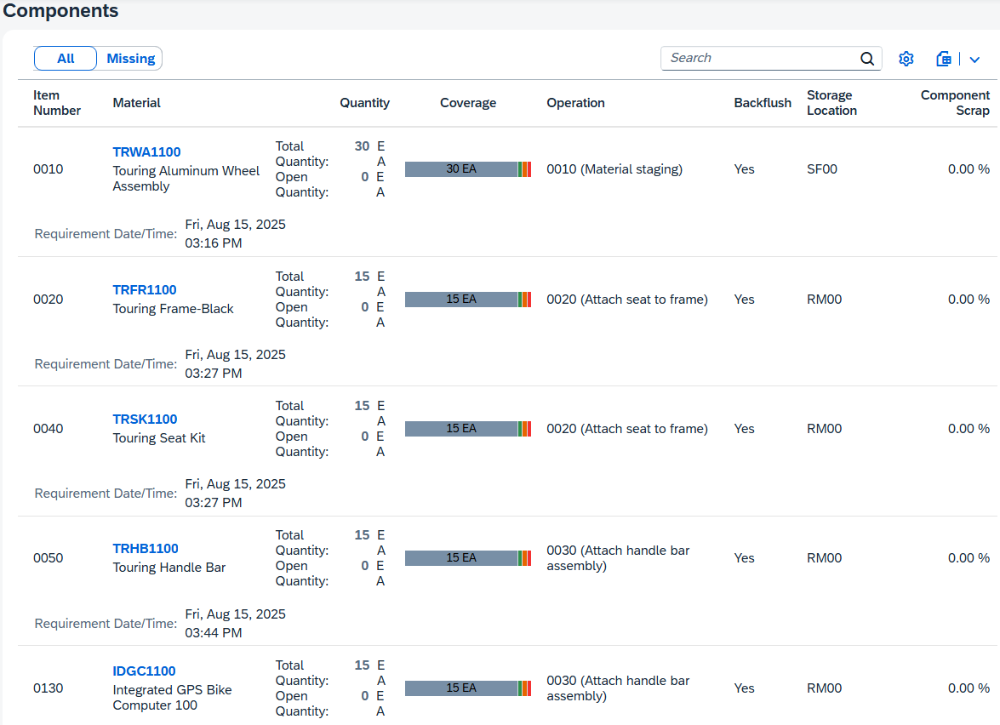 Components
All Missing Search
Item Number Material Quantity Coverage Operation Backflush Storage Location Component Scrap
0010
TRWA1100
Touring Aluminum Wheel
Assembly
Total Quantity: 30 EA
Open Quantity: 0 EA
30 EA
0010 (Material staging)
Yes
SF00
0.00 %
Requirement Date/Time: Fri, Aug 15, 2025
03:16 PM
0020
TRFR1100
Touring Frame-Black
Total Quantity: 15 EA
Open Quantity: 0 EA
15 EA
0020 (Attach seat to frame)
Yes
RM00
0.00 %
Requirement Date/Time: Fri, Aug 15, 2025
03:27 PM
0040
TRSK1100
Touring Seat Kit
Total Quantity: 15 EA
Open Quantity: 0 EA
15 EA
0020 (Attach seat to frame)
Yes
RM00
0.00 %
Requirement Date/Time: Fri, Aug 15, 2025
03:27 PM
0050
TRHB1100
Touring Handle Bar
Total Quantity: 15 EA
Open Quantity: 0 EA
15 EA
0030 (Attach handle bar
assembly)
Yes
RM00
0.00 %
Requirement Date/Time: Fri, Aug 15, 2025
03:44 PM
0130
IDGC1100
Integrated GPS Bike
Computer 100
Total Quantity: 15 EA
Open Quantity: 0 EA
15 EA
0030 (Attach handle bar
assembly)
Yes
RM00
0.00 %